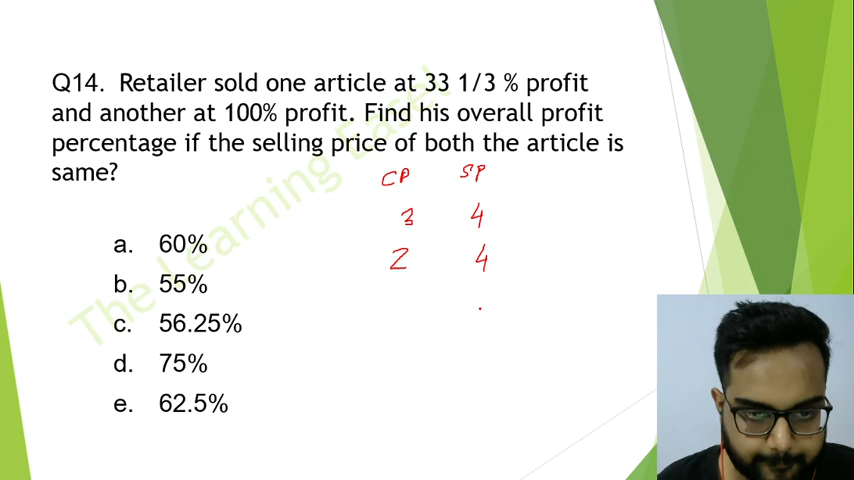 Q14. Retailer sold one article at 33 1/3 % profit
and another at 100% profit. Find his overall profit
percentage if the selling price of both the article is
same?
CP SP
3 4
2 4
a. 60%
b. 55%
c. 56.25%
d. 75%
e. 62.5%
The Learning Easel